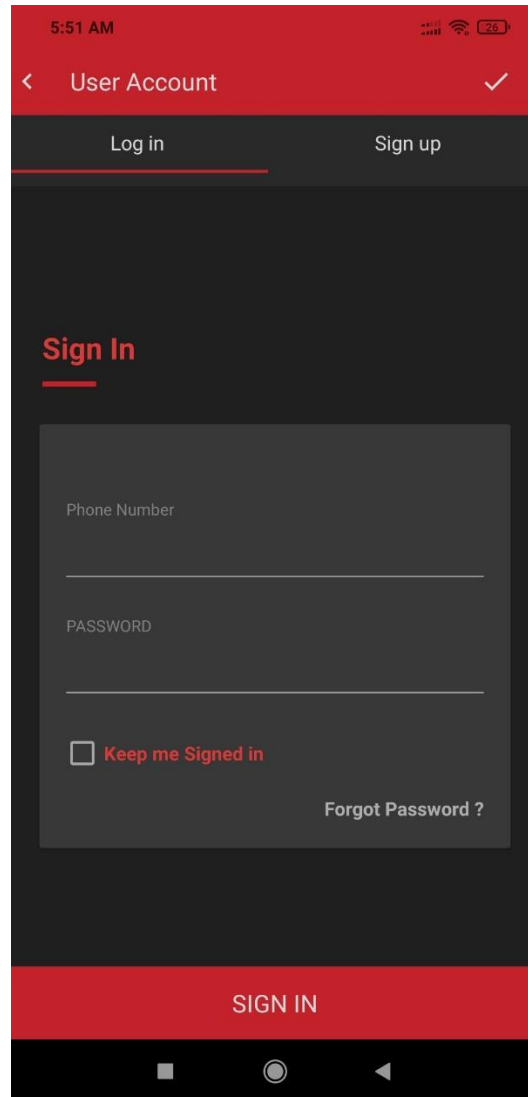 5:51 AM
26
User Account
Log in
Sign up
Sign In
Phone Number
PASSWORD
Keep me Signed in
Forgot Password ?
SIGN IN